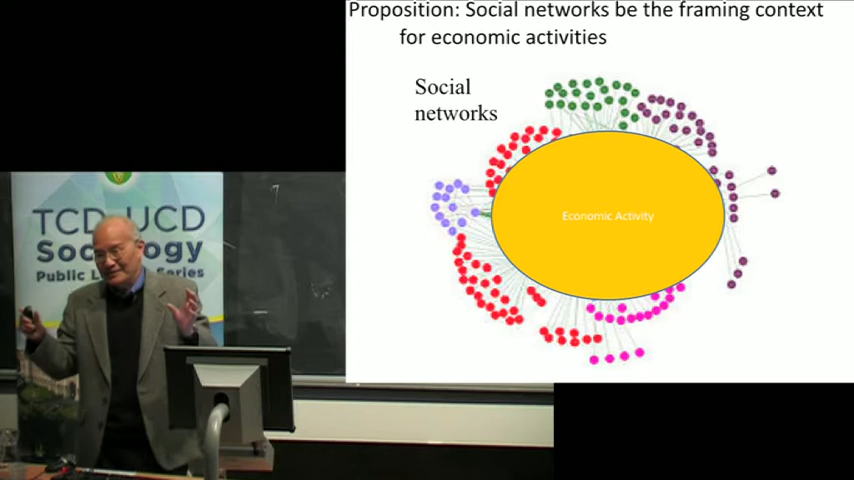 Proposition: Social networks be the framing context
for economic activities
Social
networks
Economic Activity
TCD UCD
Sociology
Public Series